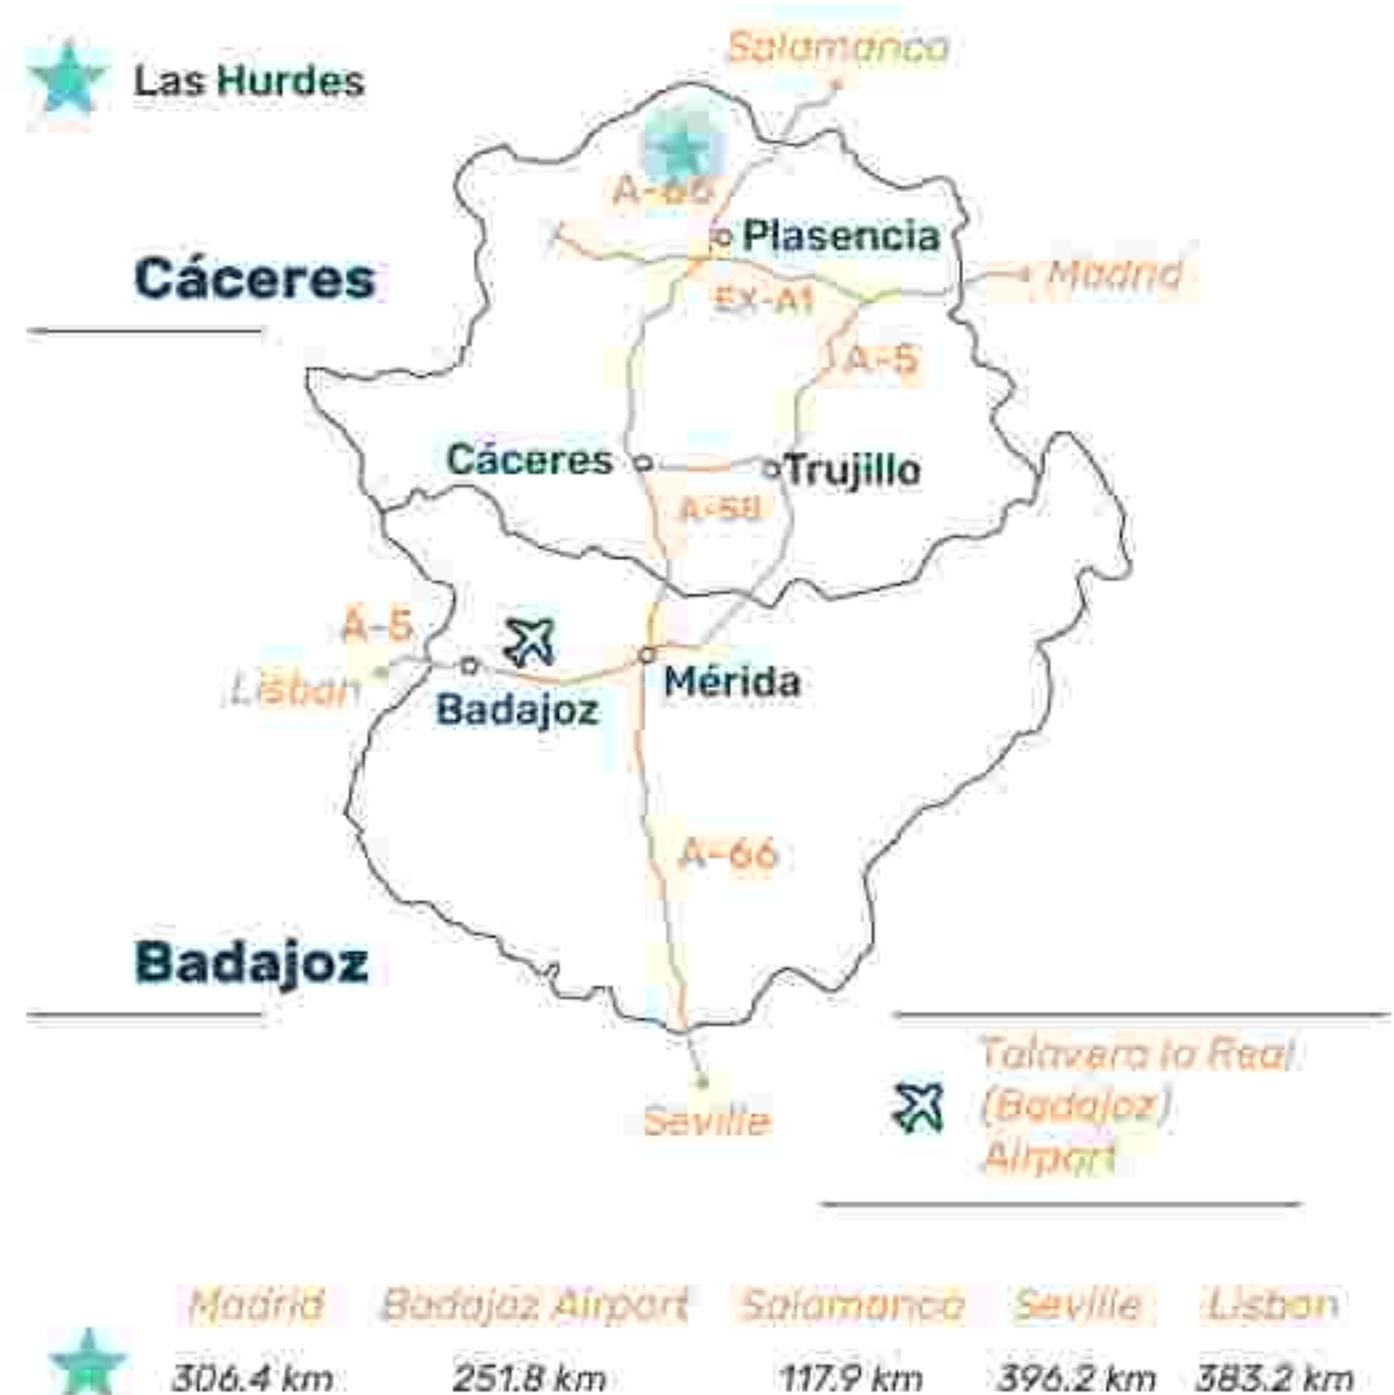 Salamanca
Las Hurdes
A-66
Plasencia
Cáceres
Madrid
EX-A1
A-5
Cáceres
Trujillo
A-58
A-5
Lisbon
Mérida
Badajoz
A-66
Badajoz
Talavera la Real
(Badajoz)
Airport
Seville
Madrid Badajoz Airport Salamanca Seville Lisbon
306.4 km 251.8 km 117.9 km 396.2 km 383.2 km